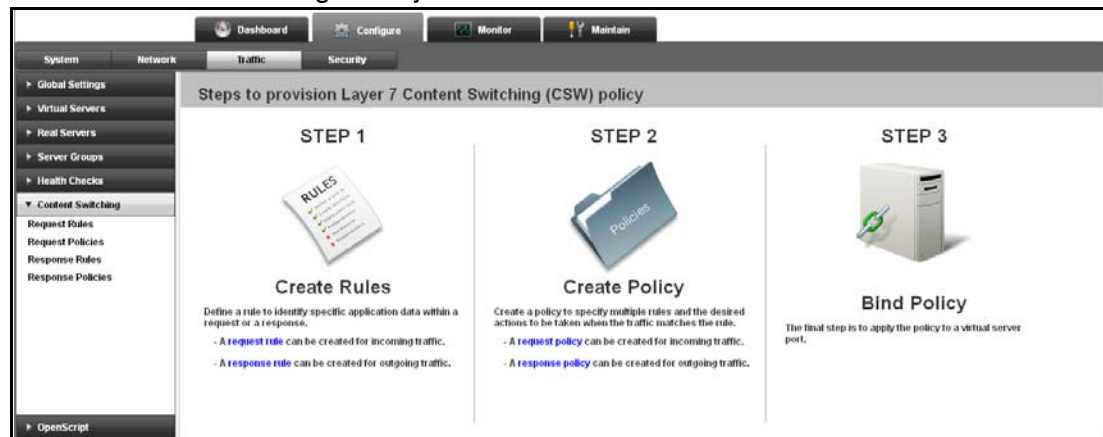 Dashboard
Configure
Monitor
Maintain
System
Network
Traffic
Security
Global Settings
Virtual Servers
Real Servers
Server Groups
Health Checks
Content Switching
Request Rules
Request Policies
Response Rules
Response Policies
OpenScript
Steps to provision Layer 7 Content Switching (CSW) policy
STEP 1
RULES
Create Rules
Define a rule to identify specific application data within a
request or a response.
- A request rule can be created for incoming traffic.
- A response rule can be created for outgoing traffic.
STEP 2
Policies
Create Policy
Create a policy to specify multiple rules and the desired
actions to be taken when the traffic matches the rule.
- A request policy can be created for incoming traffic.
- A response policy can be created for outgoing traffic.
STEP 3
Bind Policy
The final step is to apply the policy to a virtual server
port.